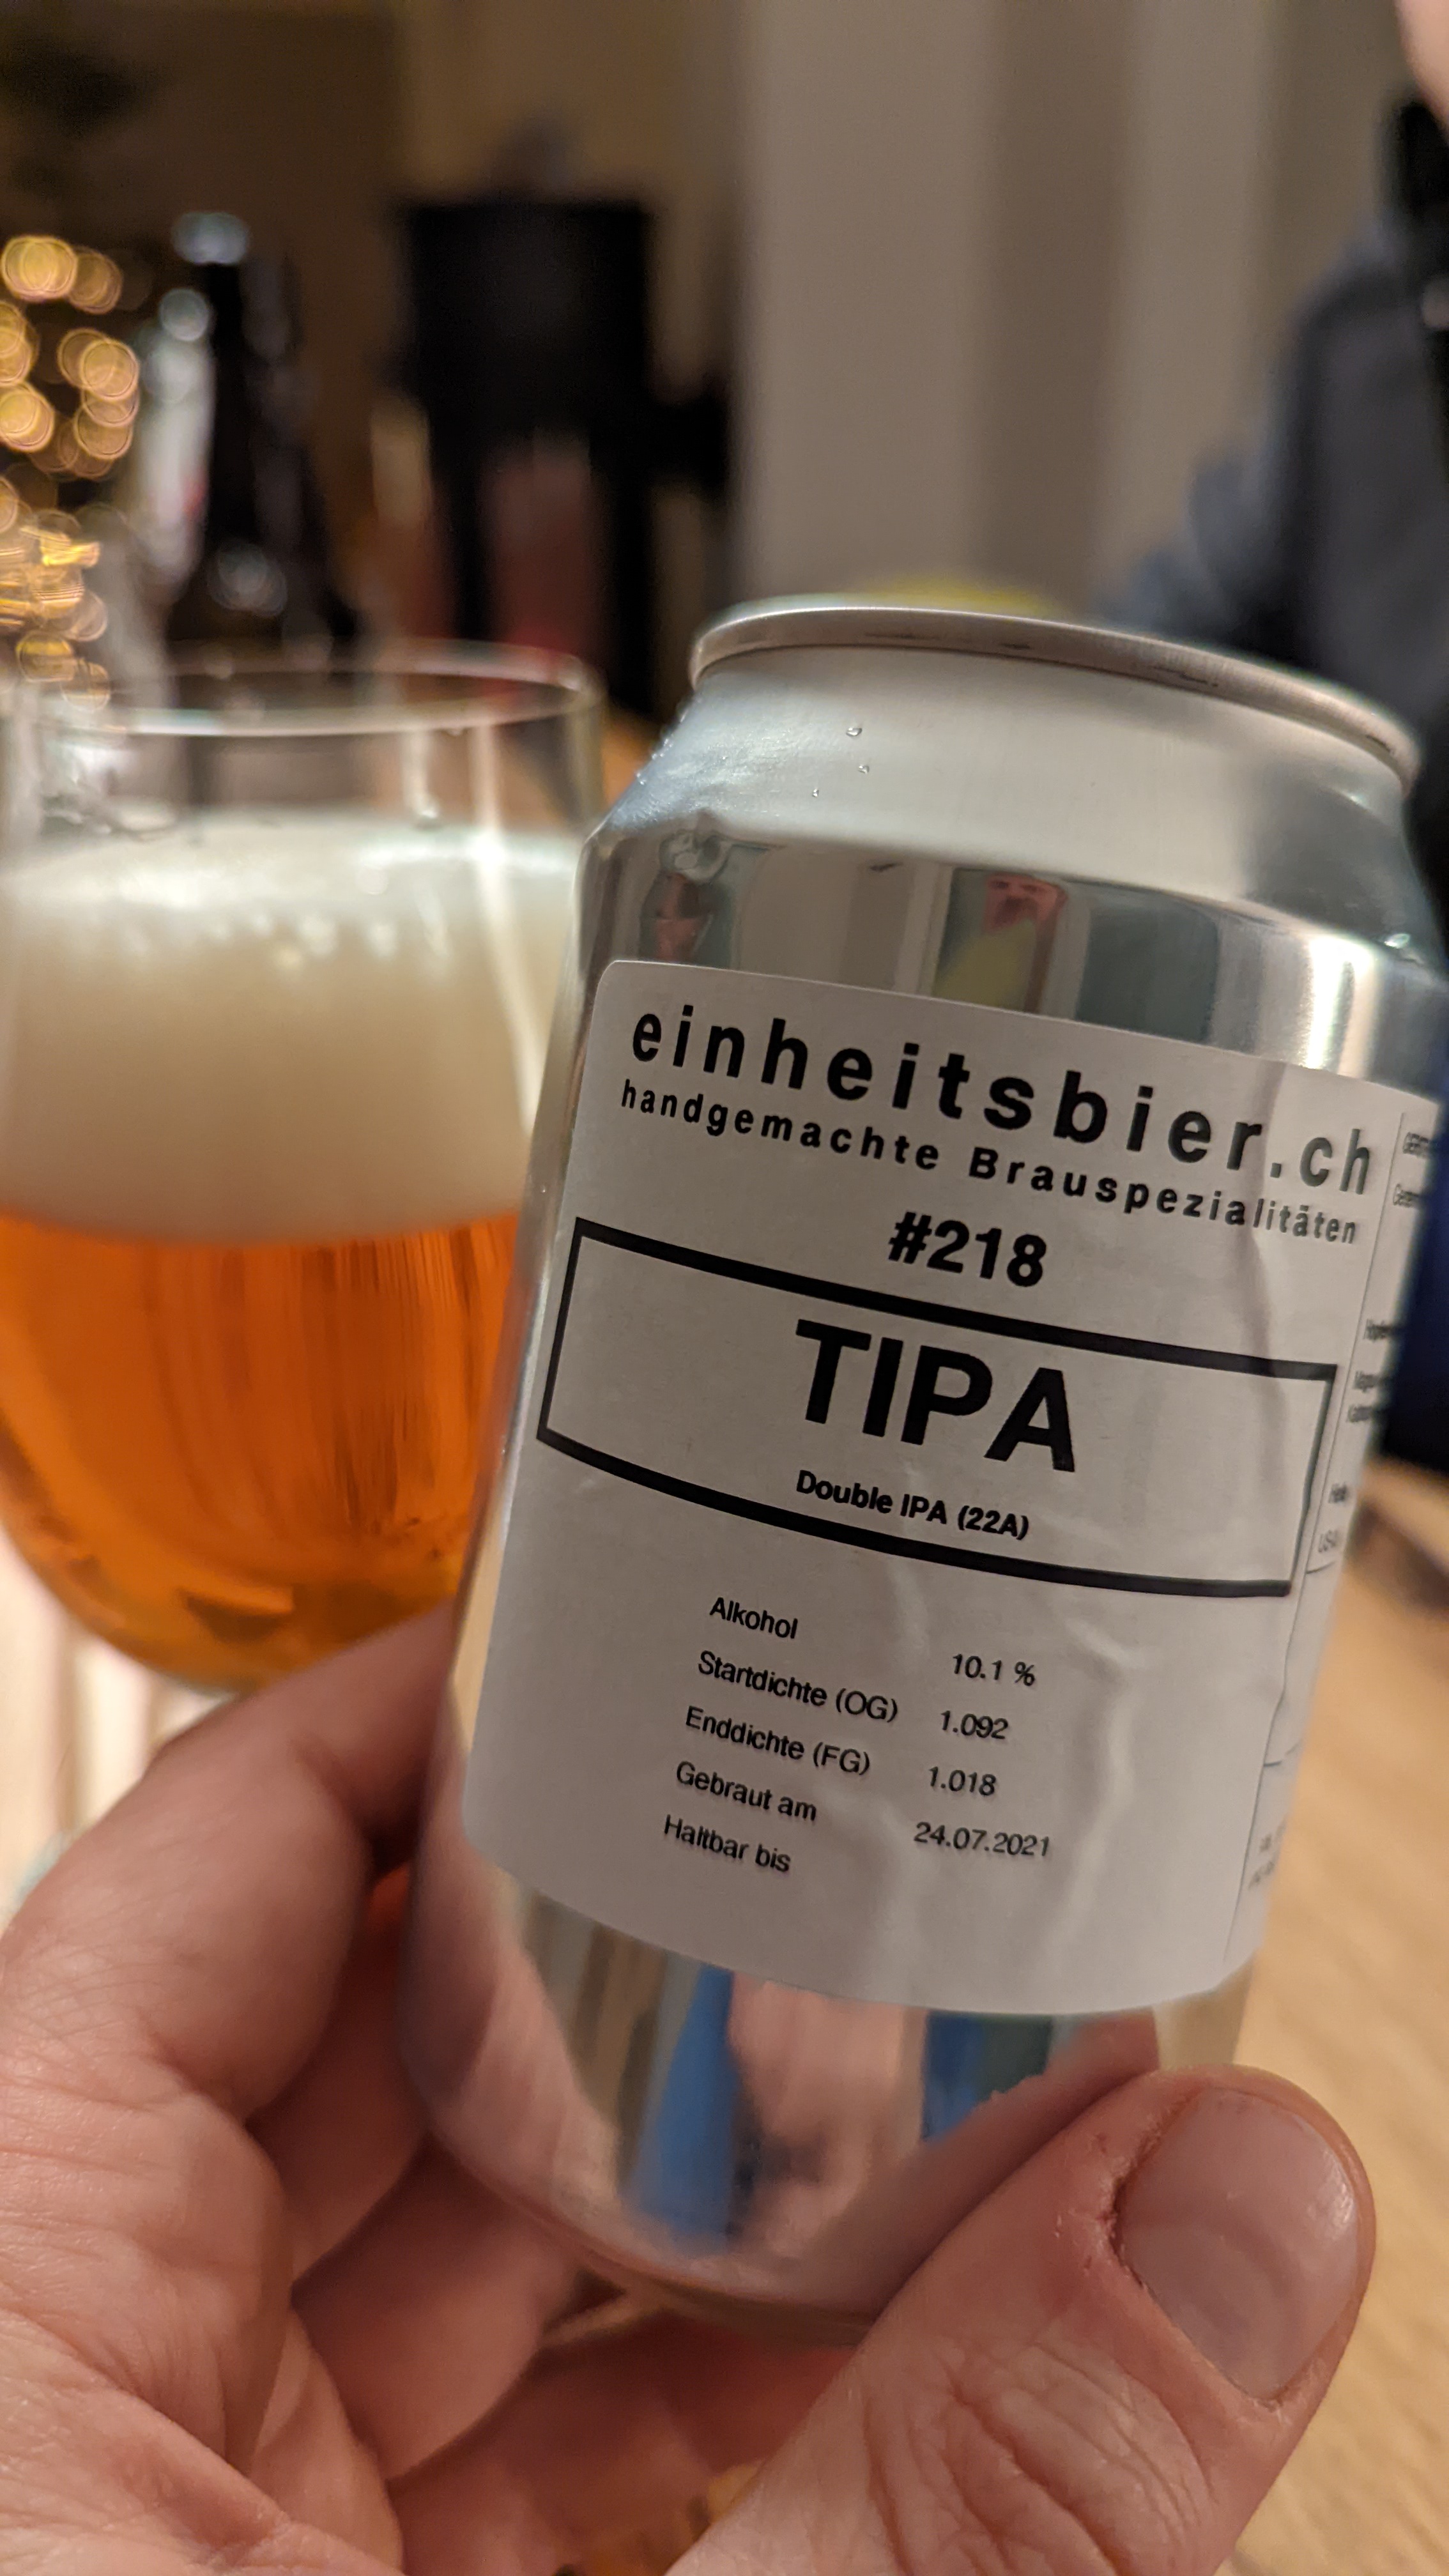 einheitsbier.ch
handgemachte Brauspezialitäten
#218
TIPA
Double IPA (22A)
Alkohol 10.1 %
Startdichte (OG) 1.092
Enddichte (FG) 1.018
Gebraut am 24.07.2021
Haltbar bis